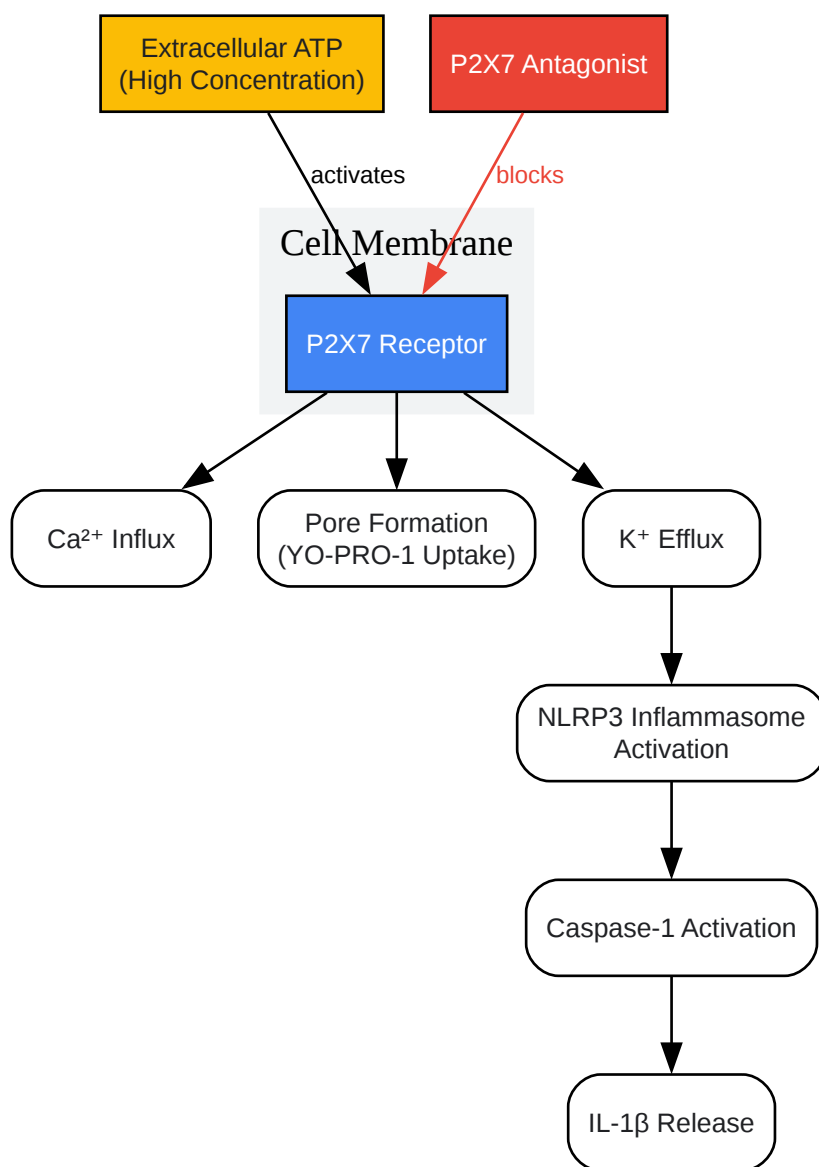 Extracellular ATP
(High Concentration)
P2X7 Antagonist
activates
blocks
Cell Membrane
P2X7 Receptor
Ca²⁺ Influx
Pore Formation
(YO-PRO-1 Uptake)
K⁺ Efflux
NLRP3 Inflammasome
Activation
Caspase-1 Activation
IL-1β Release